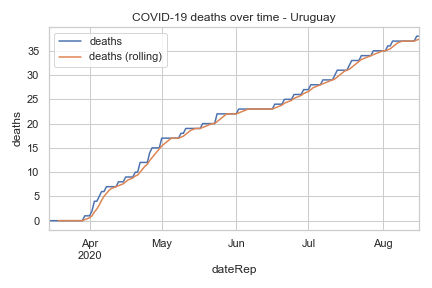 COVID-19 deaths over time - Uruguay
deaths
deaths (rolling)
deaths
35
30
25
20
15
10
5
0
Apr
2020
May
Jun
Jul
Aug
dateRep